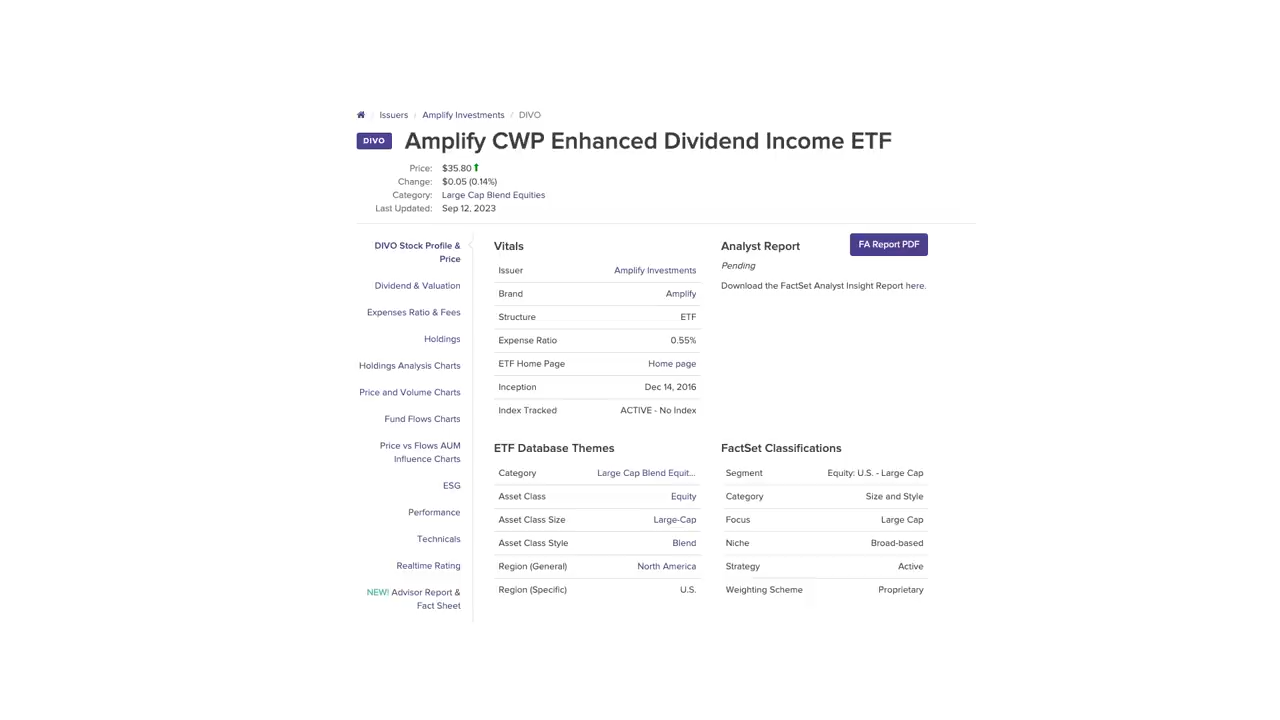 Issuers / Amplify Investments / DIVO
DIVO Amplify CWP Enhanced Dividend Income ETF
Price: $35.80
Change: $0.05 (0.14%)
Category: Large Cap Blend Equities
Last Updated: Sep 12, 2023
DIVO Stock Profile &
Price
Dividend & Valuation
Expenses Ratio & Fees
Holdings
Holdings Analysis Charts
Price and Volume Charts
Fund Flows Charts
Price vs Flows AUM
Influence Charts
ESG
Performance
Technicals
Realtime Rating
NEW! Advisor Report &
Fact Sheet
Vitals
Issuer Amplify Investments
Brand Amplify
Structure ETF
Expense Ratio 0.55%
ETF Home Page Home page
Inception Dec 14, 2016
Index Tracked ACTIVE - No Index
Analyst Report
FA Report PDF
Pending
Download the FactSet Analyst Insight Report here.
ETF Database Themes
Category Large Cap Blend Equit...
Asset Class Equity
Asset Class Size Large-Cap
Asset Class Style Blend
Region (General) North America
Region (Specific) U.S.
FactSet Classifications
Segment Equity: U.S. - Large Cap
Category Size and Style
Focus Large Cap
Niche Broad-based
Strategy Active
Weighting Scheme Proprietary